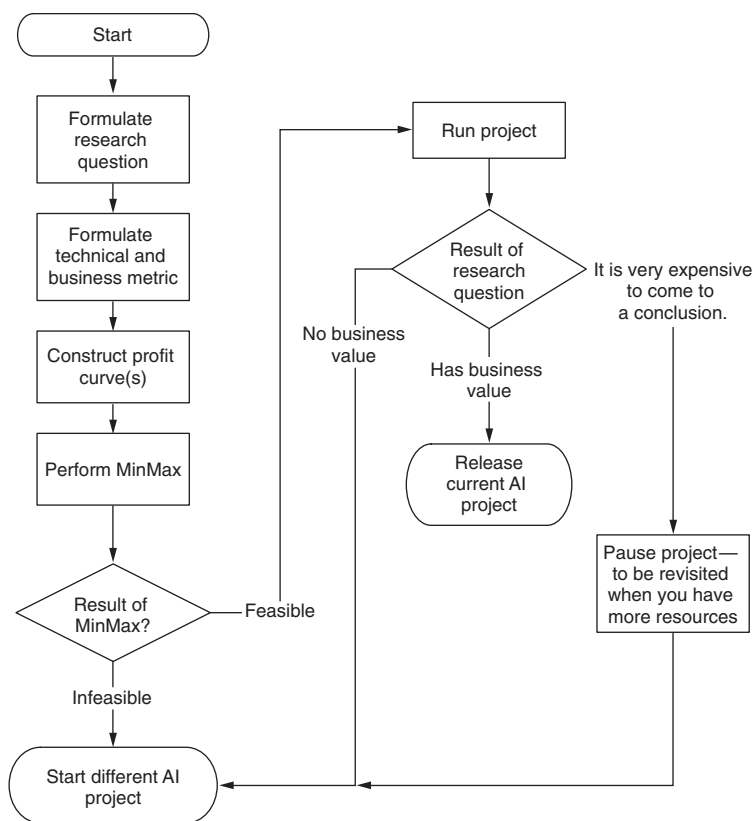 Start
Formulate
research
question
Formulate
technical and
business metric
Construct profit
curve(s)
Perform MinMax
Result of
MinMax?
Feasible
Infeasible
Start different AI
project
Run project
Result of
research
question
No business
value
Has business
value
Release
current AI
project
It is very expensive
to come to
a conclusion.
Pause project—
to be revisited
when you have
more resources